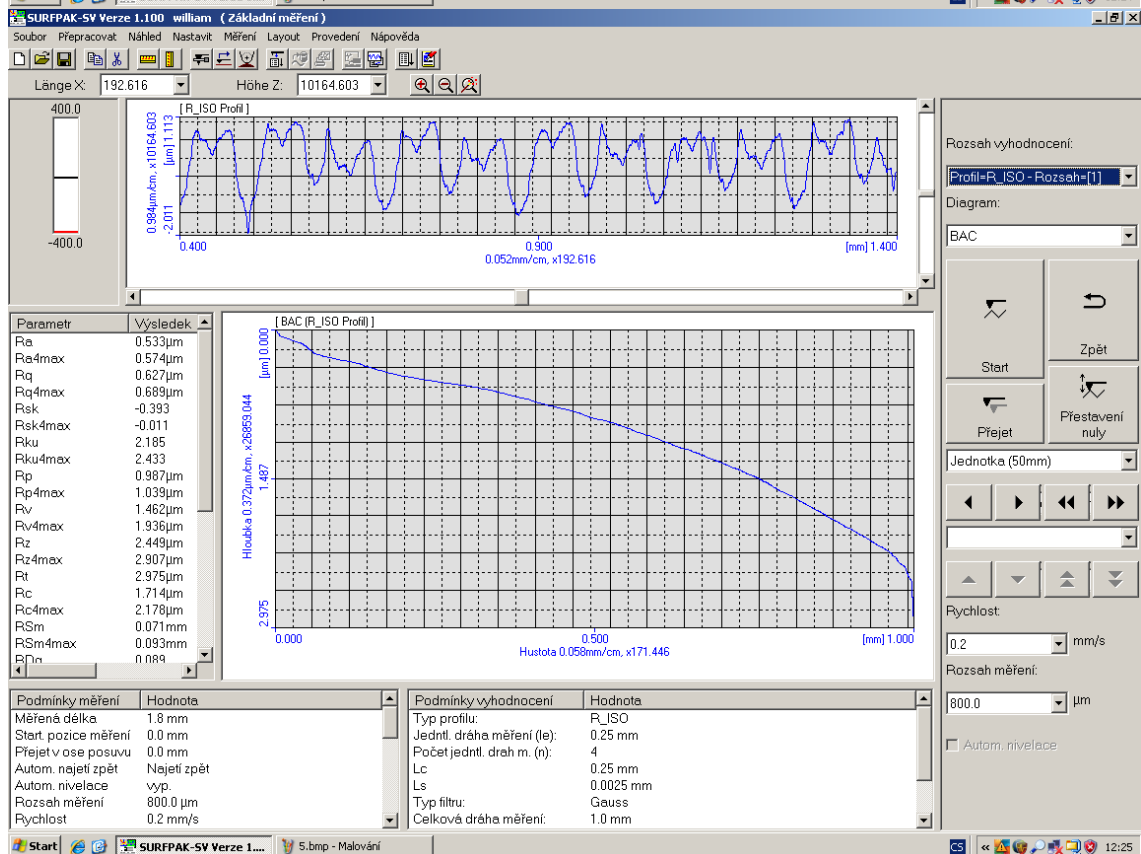 SURFPAK-SV Verze 1.100 william ( Základní měření )
Soubor Přepracovat Náhled Nastavit Měření Layout Provedení Nápověda
Länge X: 192.616 Höhe Z: 10164.603
400.0
-400.0
[ R_ISO Profil ]
0.984µm/cm, x10164.603
-2.011 [µm] 1.113
0.400 0.900 [mm] 1.400
0.052mm/cm, x192.616
Rozsah vyhodnocení:
Profil=R_ISO - Rozsah=[1]
Diagram:
BAC
Start
Zpět
Přejet
Přestavení nuly
Jednotka (50mm)
Rychlost:
0.2 mm/s
Rozsah měření:
800.0 µm
Autom. nivelace
Parametr Výsledek
Ra 0.533µm
Ra4max 0.574µm
Rq 0.627µm
Rq4max 0.689µm
Rsk -0.393
Rsk4max -0.011
Rku 2.185
Rku4max 2.433
Rp 0.987µm
Rp4max 1.039µm
Rv 1.462µm
Rv4max 1.936µm
Rz 2.449µm
Rz4max 2.907µm
Rt 2.975µm
Rc 1.714µm
Rc4max 2.178µm
RSm 0.071mm
RSm4max 0.093mm
RDq 0.089
[ BAC (R_ISO Profil) ]
Hloubka 0.372µm/cm, x26859.044
2.975 1.487 [µm] 0.000
0.000 0.500 [mm] 1.000
Hustota 0.058mm/cm, x171.446
Podmínky měření Hodnota
Měřená délka 1.8 mm
Start. pozice měření 0.0 mm
Přejet v ose posuvu 0.0 mm
Autom. najetí zpět Najetí zpět
Autom. nivelace vyp.
Rozsah měření 800.0 µm
Rychlost 0.2 mm/s
Podmínky vyhodnocení Hodnota
Typ profilu: R_ISO
Jedntl. dráha měření (le): 0.25 mm
Počet jedntl. drah m. (n): 4
Lc 0.25 mm
Ls 0.0025 mm
Typ filtru: Gauss
Celková dráha měření: 1.0 mm
Start SURFPAK-SV Verze 1.... 5.bmp - Malování CS 12:25